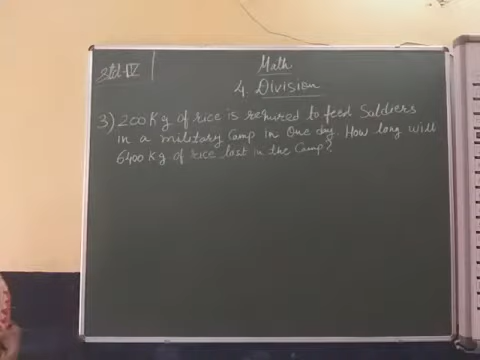 Std-IV
Math
4. Division
3) 200 Kg of rice is required to feed Soldiers
in a military Camp in One day. How long will
6400 Kg of rice last in the Camp?